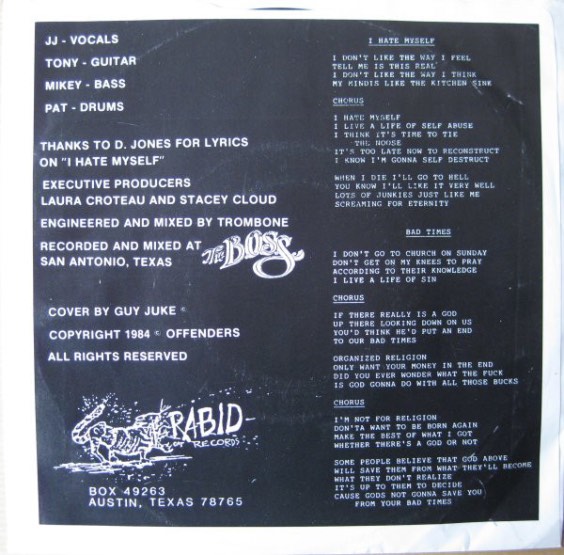 JJ - VOCALS
TONY - GUITAR
MIKEY - BASS
PAT - DRUMS
THANKS TO D. JONES FOR LYRICS
ON "I HATE MYSELF"
EXECUTIVE PRODUCERS
LAURA CROTEAU AND STACEY CLOUD
ENGINEERED AND MIXED BY TROMBONE
RECORDED AND MIXED AT
SAN ANTONIO, TEXAS
THE BOSS
COVER BY GUY JUKE ©
COPYRIGHT 1984 © OFFENDERS
ALL RIGHTS RESERVED
RABID
CAT RECORDS
BOX 49263
AUSTIN, TEXAS 78765
I HATE MYSELF
I DON'T LIKE THE WAY I FEEL
TELL ME IS THIS REAL
I DON'T LIKE THE WAY I THINK
MY MINDIS LIKE THE KITCHEN SINK
CHORUS
I HATE MYSELF
I LIVE A LIFE OF SELF ABUSE
I THINK IT'S TIME TO TIE
THE NOOSE
IT'S TOO LATE NOW TO RECONSTRUCT
I KNOW I'M GONNA SELF DESTRUCT
WHEN I DIE I'LL GO TO HELL
YOU KNOW I'LL LIKE IT VERY WELL
LOTS OF JUNKIES JUST LIKE ME
SCREAMING FOR ETERNITY
BAD TIMES
I DON'T GO TO CHURCH ON SUNDAY
DON'T GET ON MY KNEES TO PRAY
ACCORDING TO THEIR KNOWLEDGE
I LIVE A LIFE OF SIN
CHORUS
IF THERE REALLY IS A GOD
UP THERE LOOKING DOWN ON US
YOU'D THINK HE'D PUT AN END
TO OUR BAD TIMES
ORGANIZED RELIGION
ONLY WANT YOUR MONEY IN THE END
DID YOU EVER WONDER WHAT THE FUCK
IS GOD GONNA DO WITH ALL THOSE BUCKS
CHORUS
I'M NOT FOR RELIGION
DON'TA WANT TO BE BORN AGAIN
MAKE THE BEST OF WHAT I GOT
WHETHER THERE'S A GOD OR NOT
SOME PEOPLE BELIEVE THAT GOD ABOVE
WILL SAVE THEM FROM WHAT THEY'LL BECOME
WHAT THEY DON'T REALIZE
IT'S UP TO THEM TO DECIDE
CAUSE GODS NOT GONNA SAVE YOU
FROM YOUR BAD TIMES